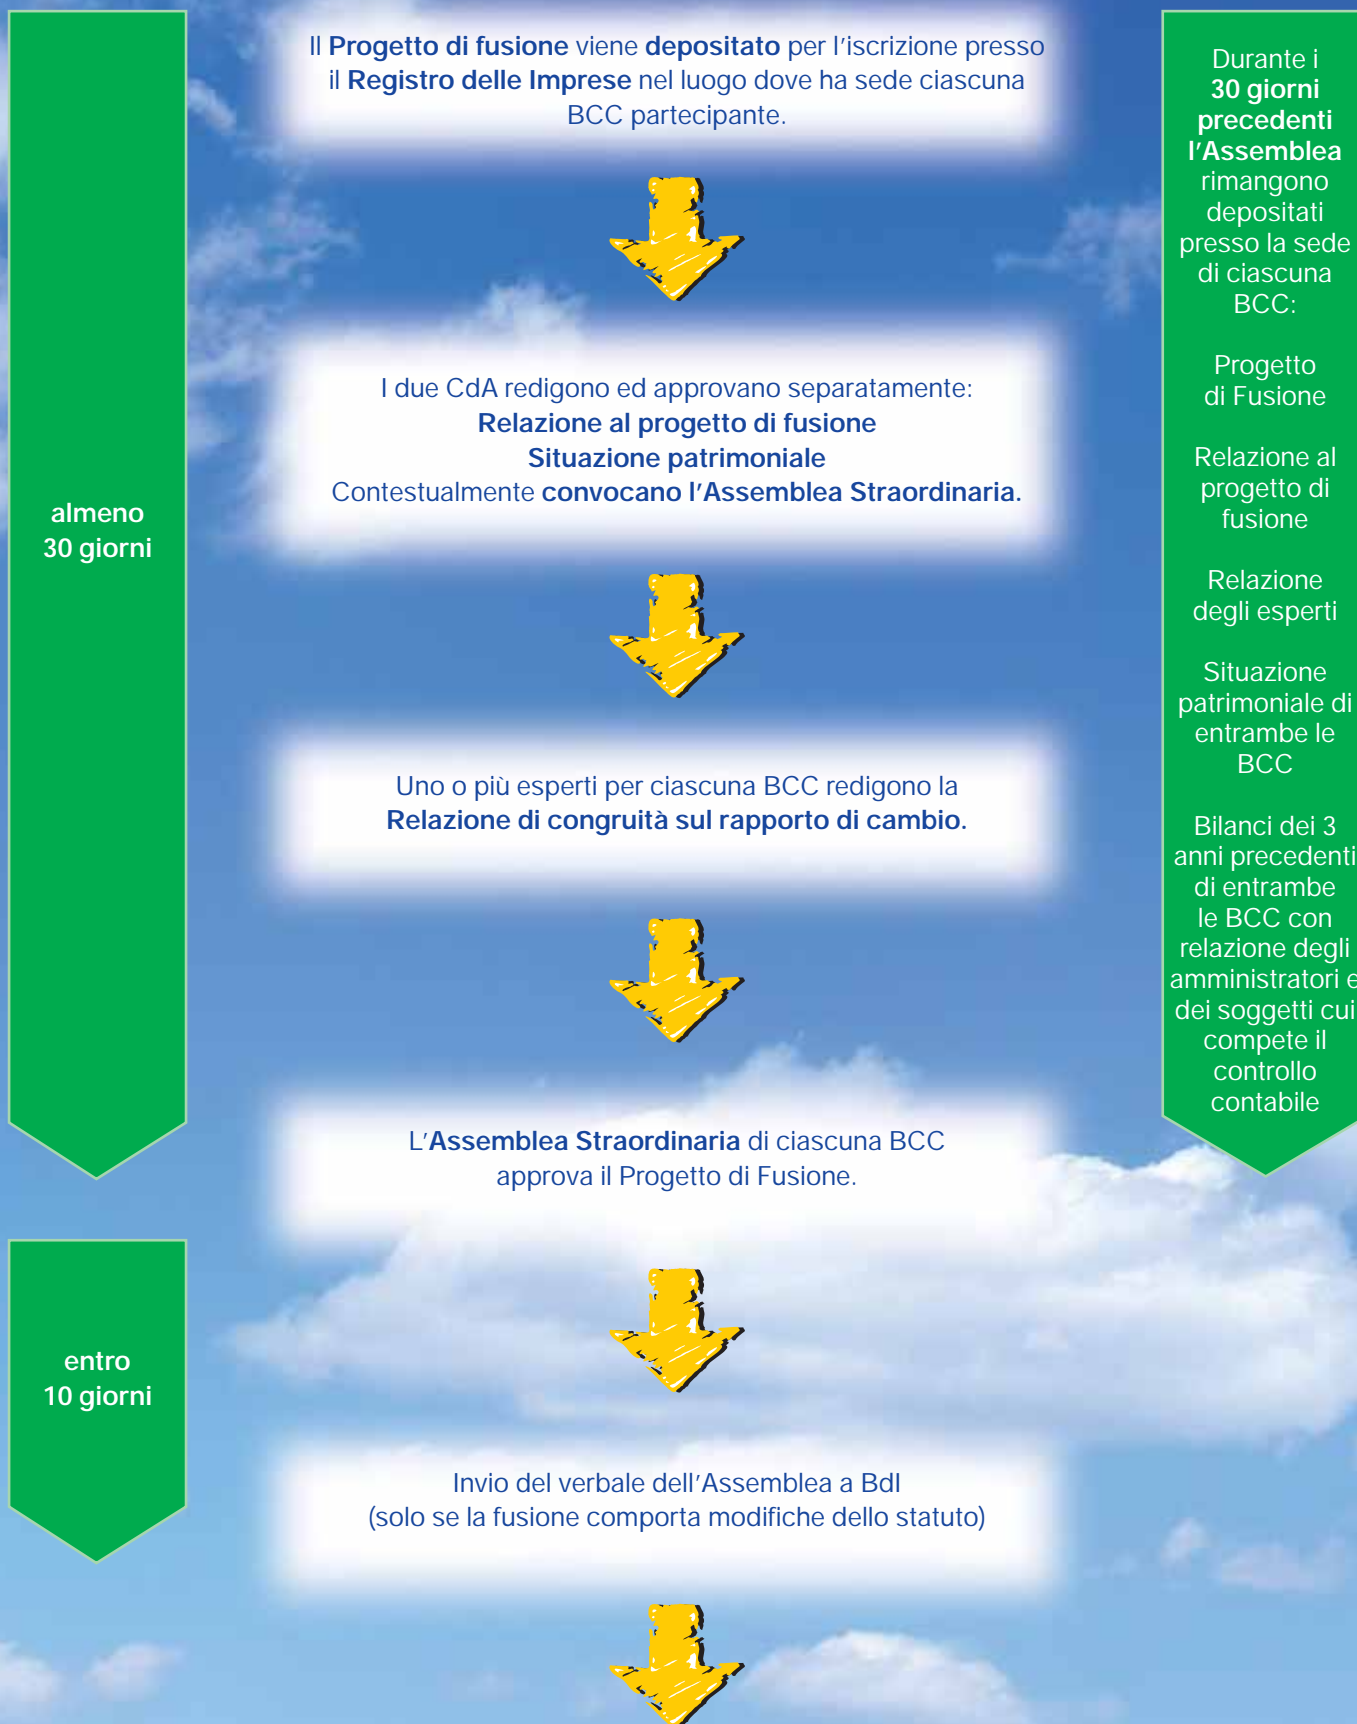 Il Progetto di fusione viene depositato per l'iscrizione presso
il Registro delle Imprese nel luogo dove ha sede ciascuna
BCC partecipante.
I due CdA redigono ed approvano separatamente:
Relazione al progetto di fusione
Situazione patrimoniale
Contestualmente convocano l'Assemblea Straordinaria.
Uno o più esperti per ciascuna BCC redigono la
Relazione di congruità sul rapporto di cambio.
L'Assemblea Straordinaria di ciascuna BCC
approva il Progetto di Fusione.
Invio del verbale dell'Assemblea a BdI
(solo se la fusione comporta modifiche dello statuto)
almeno
30 giorni
entro
10 giorni
Durante i
30 giorni
precedenti
l'Assemblea
rimangono
depositati
presso la sede
di ciascuna
BCC:
Progetto
di Fusione
Relazione al
progetto di
fusione
Relazione
degli esperti
Situazione
patrimoniale di
entrambe le
BCC
Bilanci dei 3
anni precedenti
di entrambe
le BCC con
relazione degli
amministratori e
dei soggetti cui
compete il
controllo
contabile